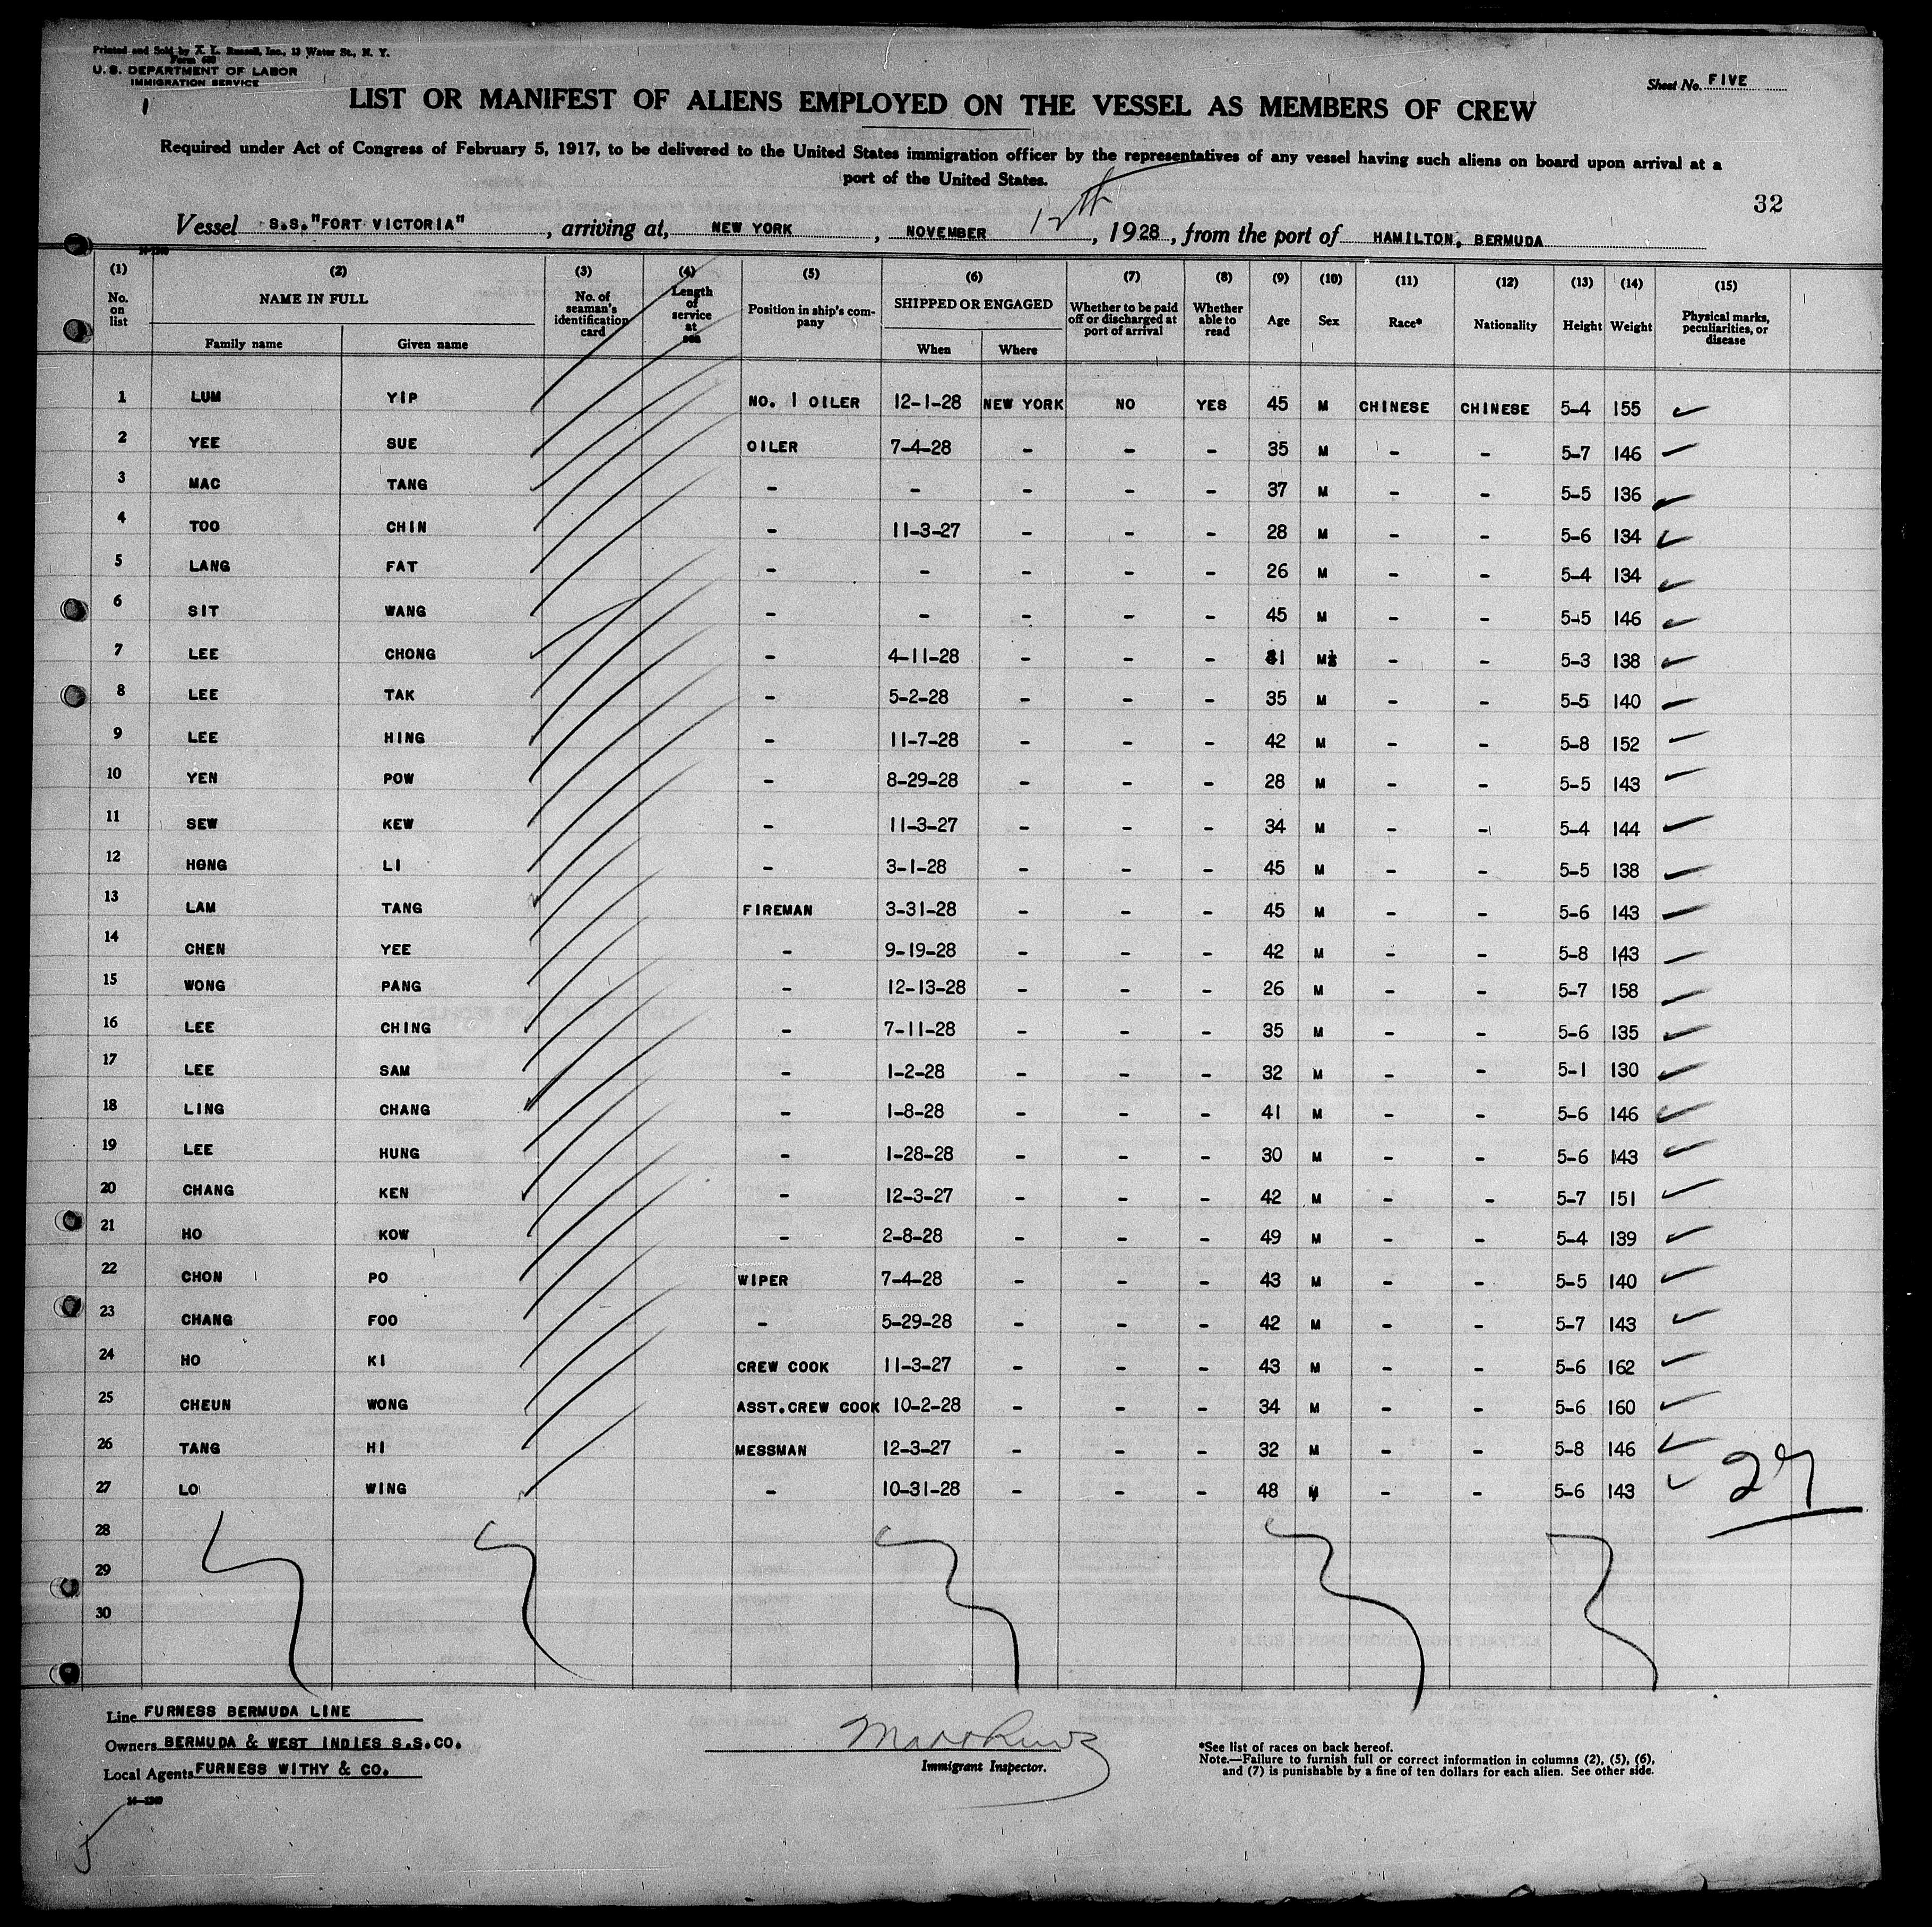 Printed and Sold by A. L. Russell, Inc., 13 Water St., N. Y.
Form 689
U. S. DEPARTMENT OF LABOR
IMMIGRATION SERVICE
Sheet No. FIVE
LIST OR MANIFEST OF ALIENS EMPLOYED ON THE VESSEL AS MEMBERS OF CREW
Required under Act of Congress of February 5, 1917, to be delivered to the United States immigration officer by the representatives of any vessel having such aliens on board upon arrival at a
port of the United States.
32
Vessel S.S. "FORT VICTORIA", arriving at, NEW YORK, NOVEMBER 12th, 1928, from the port of HAMILTON, BERMUDA
(1) (2) (3) (4) (5) (6) (7) (8) (9) (10) (11) (12) (13) (14) (15)
No. on list NAME IN FULL Family name Given name No. of seaman's identification card Length of service at sea Position in ship's company SHIPPED OR ENGAGED When Where Whether to be paid off or discharged at port of arrival Whether able to read Age Sex Race* Nationality Height Weight Physical marks, peculiarities, or disease
1 LUM YIP NO. 1 OILER 12-1-28 NEW YORK NO YES 45 M CHINESE CHINESE 5-4 155
2 YEE SUE OILER 7-4-28 - - - 35 M - - 5-7 146
3 MAC TANG - - - - - 37 M - - 5-5 136
4 TOO CHIN - 11-3-27 - - - 28 M - - 5-6 134
5 LANG FAT - - - - - 26 M - - 5-4 134
6 SIT WANG - - - - - 45 M - - 5-5 146
7 LEE CHONG - 4-11-28 - - - 41 M - - 5-3 138
8 LEE TAK - 5-2-28 - - - 35 M - - 5-5 140
9 LEE HING - 11-7-28 - - - 42 M - - 5-8 152
10 YEN POW - 8-29-28 - - - 28 M - - 5-5 143
11 SEW KEW - 11-3-27 - - - 34 M - - 5-4 144
12 HONG LI - 3-1-28 - - - 45 M - - 5-5 138
13 LAM TANG FIREMAN 3-31-28 - - - 45 M - - 5-6 143
14 CHEN YEE - 9-19-28 - - - 42 M - - 5-8 143
15 WONG PANG - 12-13-28 - - - 26 M - - 5-7 158
16 LEE CHING - 7-11-28 - - - 35 M - - 5-6 135
17 LEE SAM - 1-2-28 - - - 32 M - - 5-1 130
18 LING CHANG - 1-8-28 - - - 41 M - - 5-6 146
19 LEE HUNG - 1-28-28 - - - 30 M - - 5-6 143
20 CHANG KEN - 12-3-27 - - - 42 M - - 5-7 151
21 HO KOW - 2-8-28 - - - 49 M - - 5-4 139
22 CHON PO WIPER 7-4-28 - - - 43 M - - 5-5 140
23 CHANG FOO - 5-29-28 - - - 42 M - - 5-7 143
24 HO KI CREW COOK 11-3-27 - - - 43 M - - 5-6 162
25 CHEUN WONG ASST. CREW COOK 10-2-28 - - - 34 M - - 5-6 160
26 TANG HI MESSMAN 12-3-27 - - - 32 M - - 5-8 146
27 LO WING - 10-31-28 - - - 48 M - - 5-6 143
27
28
29
30
Line FURNESS BERMUDA LINE
Owners BERMUDA & WEST INDIES S.S.CO.
Local Agents FURNESS WITHY & CO.
Immigrant Inspector.
*See list of races on back hereof.
Note.—Failure to furnish full or correct information in columns (2), (5), (6),
and (7) is punishable by a fine of ten dollars for each alien. See other side.